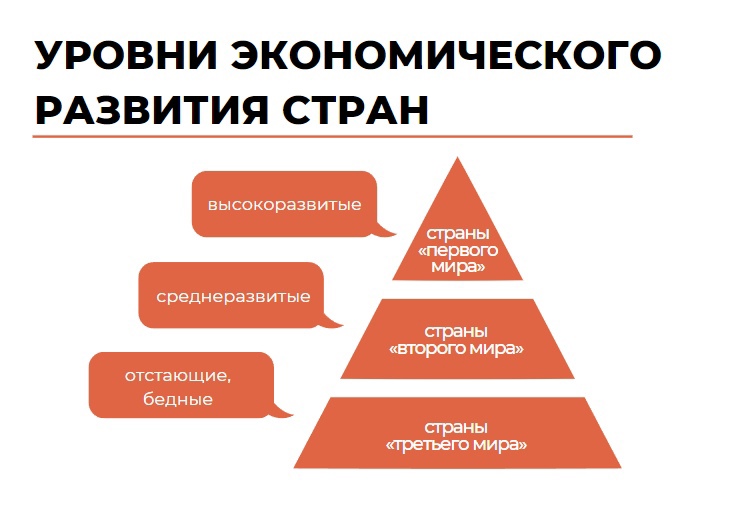 УРОВНИ ЭКОНОМИЧЕСКОГО
РАЗВИТИЯ СТРАН
высокоразвитые
страны
«первого
мира»
среднеразвитые
страны
«второго мира»
отстающие,
бедные
страны
«третьего мира»